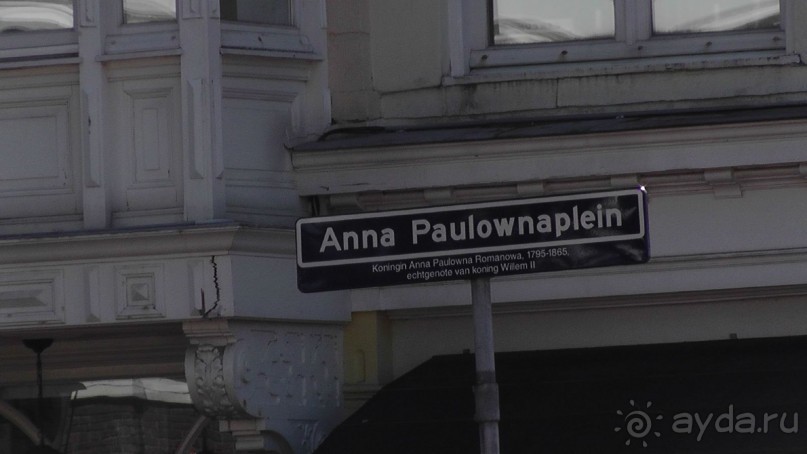 Anna Paulownaplein
Koningin Anna Paulowna Romanowa, 1795-1865,
echtgenote van koning Willem II
ayda.ru